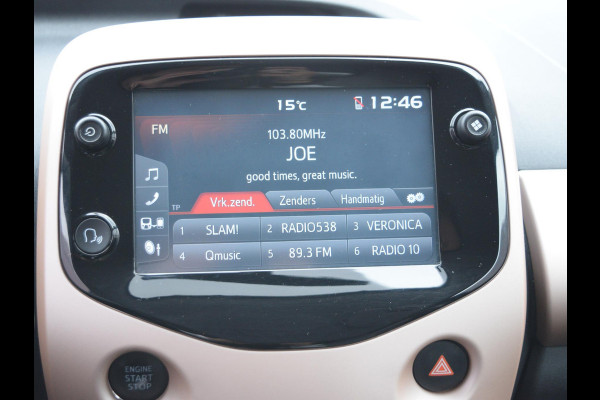 15°C 12:46
FM
103.80MHz
JOE
good times, great music.
TP Vrk.zend. Zenders Handmatig
1 SLAM! 2 RADIO538 3 VERONICA
4 Qmusic 5 89.3 FM 6 RADIO 10
ENGINE
START
STOP